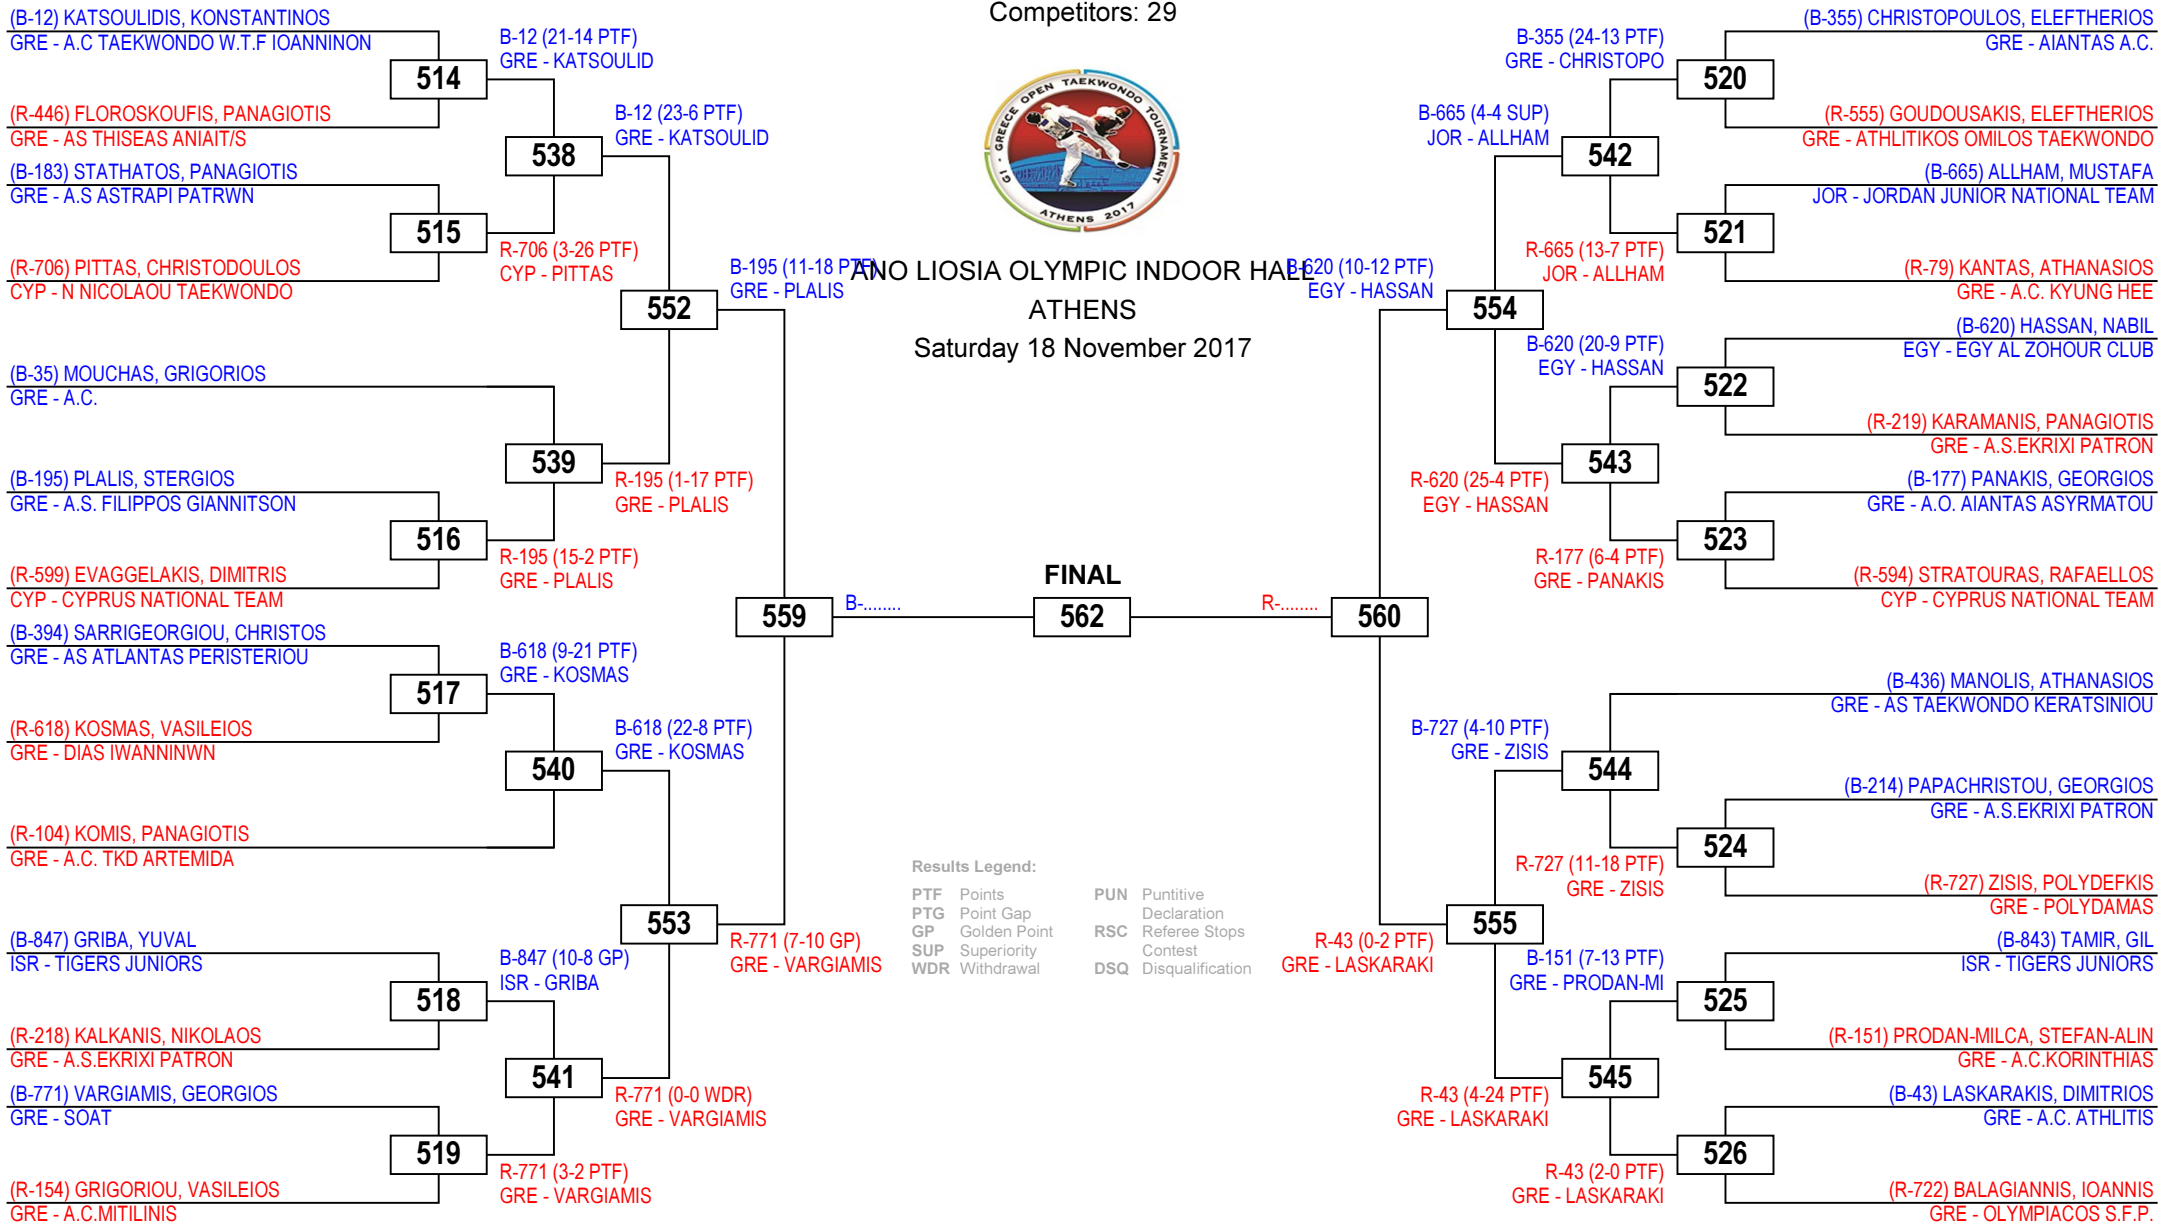 Competitors: 29
G1 - GREECE OPEN TAEKWONDO TOURNAMENT
ATHENS 2017
ANO LIOSIA OLYMPIC INDOOR HALL
ATHENS
Saturday 18 November 2017
(B-12) KATSOULIDIS, KONSTANTINOS
GRE - A.C TAEKWONDO W.T.F IOANNINON
514
(R-446) FLOROSKOUFIS, PANAGIOTIS
GRE - AS THISEAS ANIAIT/S
(B-183) STATHATOS, PANAGIOTIS
GRE - A.S ASTRAPI PATRWN
515
(R-706) PITTAS, CHRISTODOULOS
CYP - N NICOLAOU TAEKWONDO
(B-35) MOUCHAS, GRIGORIOS
GRE - A.C.
(B-195) PLALIS, STERGIOS
GRE - A.S. FILIPPOS GIANNITSON
516
(R-599) EVAGGELAKIS, DIMITRIS
CYP - CYPRUS NATIONAL TEAM
(B-394) SARRIGEORGIOU, CHRISTOS
GRE - AS ATLANTAS PERISTERIOU
517
(R-618) KOSMAS, VASILEIOS
GRE - DIAS IWANNINWN
(R-104) KOMIS, PANAGIOTIS
GRE - A.C. TKD ARTEMIDA
(B-847) GRIBA, YUVAL
ISR - TIGERS JUNIORS
518
(R-218) KALKANIS, NIKOLAOS
GRE - A.S.EKRIXI PATRON
(B-771) VARGIAMIS, GEORGIOS
GRE - SOAT
519
(R-154) GRIGORIOU, VASILEIOS
GRE - A.C.MITILINIS
B-12 (21-14 PTF)
GRE - KATSOULID
538
R-706 (3-26 PTF)
CYP - PITTAS
539
R-195 (15-2 PTF)
GRE - PLALIS
B-618 (9-21 PTF)
GRE - KOSMAS
540
B-847 (10-8 GP)
ISR - GRIBA
541
R-771 (3-2 PTF)
GRE - VARGIAMIS
B-12 (23-6 PTF)
GRE - KATSOULID
552
R-195 (1-17 PTF)
GRE - PLALIS
B-618 (22-8 PTF)
GRE - KOSMAS
553
R-771 (0-0 WDR)
GRE - VARGIAMIS
B-195 (11-18 PTF)
GRE - PLALIS
559
R-771 (7-10 GP)
GRE - VARGIAMIS
B-........
FINAL
562
R-........
Results Legend:
PTF Points
PTG Point Gap
GP Golden Point
SUP Superiority
WDR Withdrawal
PUN Puntitive
Declaration
RSC Referee Stops
Contest
DSQ Disqualification
B-620 (10-12 PTF)
EGY - HASSAN
560
R-43 (0-2 PTF)
GRE - LASKARAKI
B-665 (4-4 SUP)
JOR - ALLHAM
554
R-620 (25-4 PTF)
EGY - HASSAN
B-727 (4-10 PTF)
GRE - ZISIS
555
R-43 (4-24 PTF)
GRE - LASKARAKI
B-355 (24-13 PTF)
GRE - CHRISTOPO
542
R-665 (13-7 PTF)
JOR - ALLHAM
B-620 (20-9 PTF)
EGY - HASSAN
543
R-177 (6-4 PTF)
GRE - PANAKIS
544
R-727 (11-18 PTF)
GRE - ZISIS
B-151 (7-13 PTF)
GRE - PRODAN-MI
545
R-43 (2-0 PTF)
GRE - LASKARAKI
(B-355) CHRISTOPOULOS, ELEFTHERIOS
GRE - AIANTAS A.C.
520
(R-555) GOUDOUSAKIS, ELEFTHERIOS
GRE - ATHLITIKOS OMILOS TAEKWONDO
(B-665) ALLHAM, MUSTAFA
JOR - JORDAN JUNIOR NATIONAL TEAM
521
(R-79) KANTAS, ATHANASIOS
GRE - A.C. KYUNG HEE
(B-620) HASSAN, NABIL
EGY - EGY AL ZOHOUR CLUB
522
(R-219) KARAMANIS, PANAGIOTIS
GRE - A.S.EKRIXI PATRON
(B-177) PANAKIS, GEORGIOS
GRE - A.O. AIANTAS ASYRMATOU
523
(R-594) STRATOURAS, RAFAELLOS
CYP - CYPRUS NATIONAL TEAM
(B-436) MANOLIS, ATHANASIOS
GRE - AS TAEKWONDO KERATSINIOU
(B-214) PAPACHRISTOU, GEORGIOS
GRE - A.S.EKRIXI PATRON
524
(R-727) ZISIS, POLYDEFKIS
GRE - POLYDAMAS
(B-843) TAMIR, GIL
ISR - TIGERS JUNIORS
525
(R-151) PRODAN-MILCA, STEFAN-ALIN
GRE - A.C.KORINTHIAS
(B-43) LASKARAKIS, DIMITRIOS
GRE - A.C. ATHLITIS
526
(R-722) BALAGIANNIS, IOANNIS
GRE - OLYMPIACOS S.F.P.